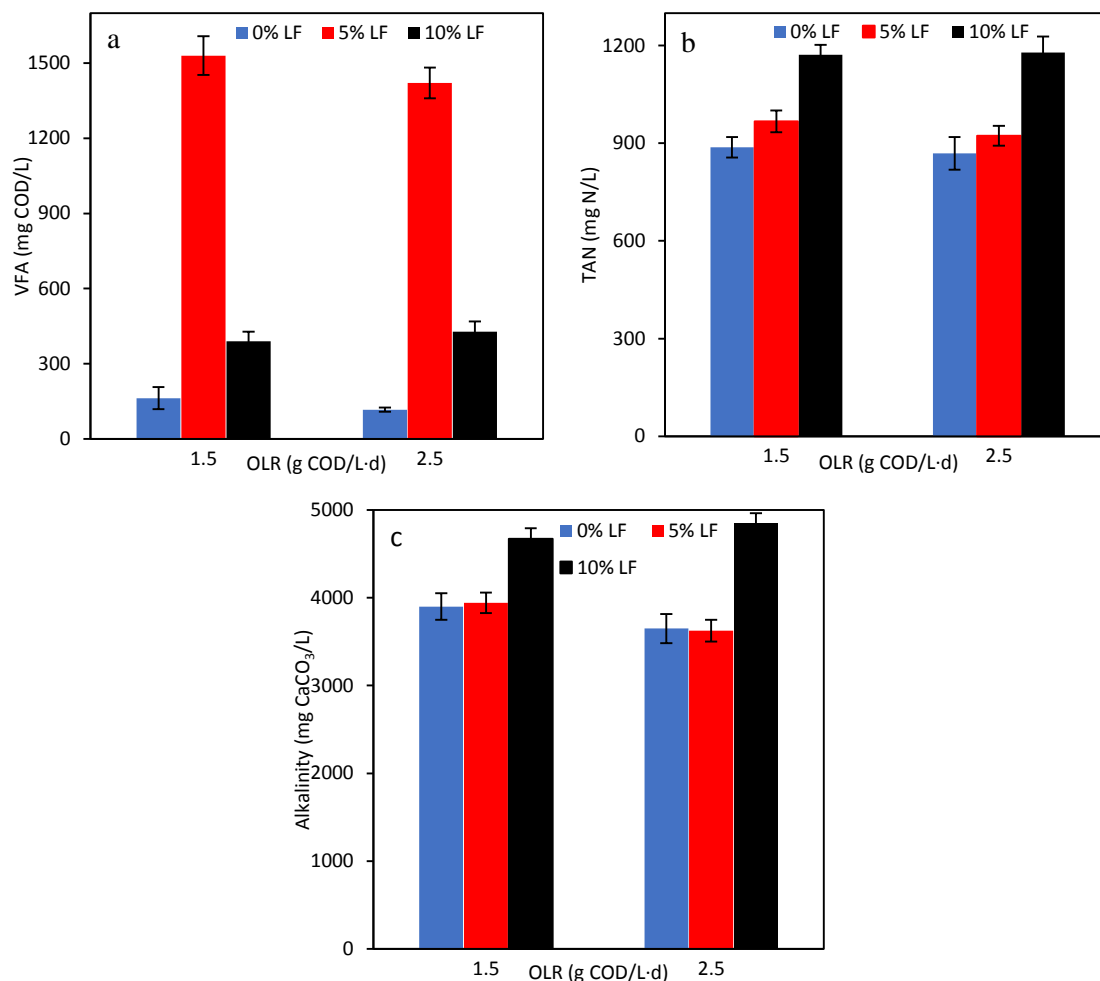 a
0% LF 5% LF 10% LF
1500
1200
900
600
300
0
VFA (mg COD/L)
1.5 2.5
OLR (g COD/L·d)
b
0% LF 5% LF 10% LF
1200
900
600
300
0
TAN (mg N/L)
1.5 2.5
OLR (g COD/L·d)
c
0% LF 5% LF
10% LF
5000
4000
3000
2000
1000
0
Alkalinity (mg CaCO₃/L)
1.5 2.5
OLR (g COD/L·d)